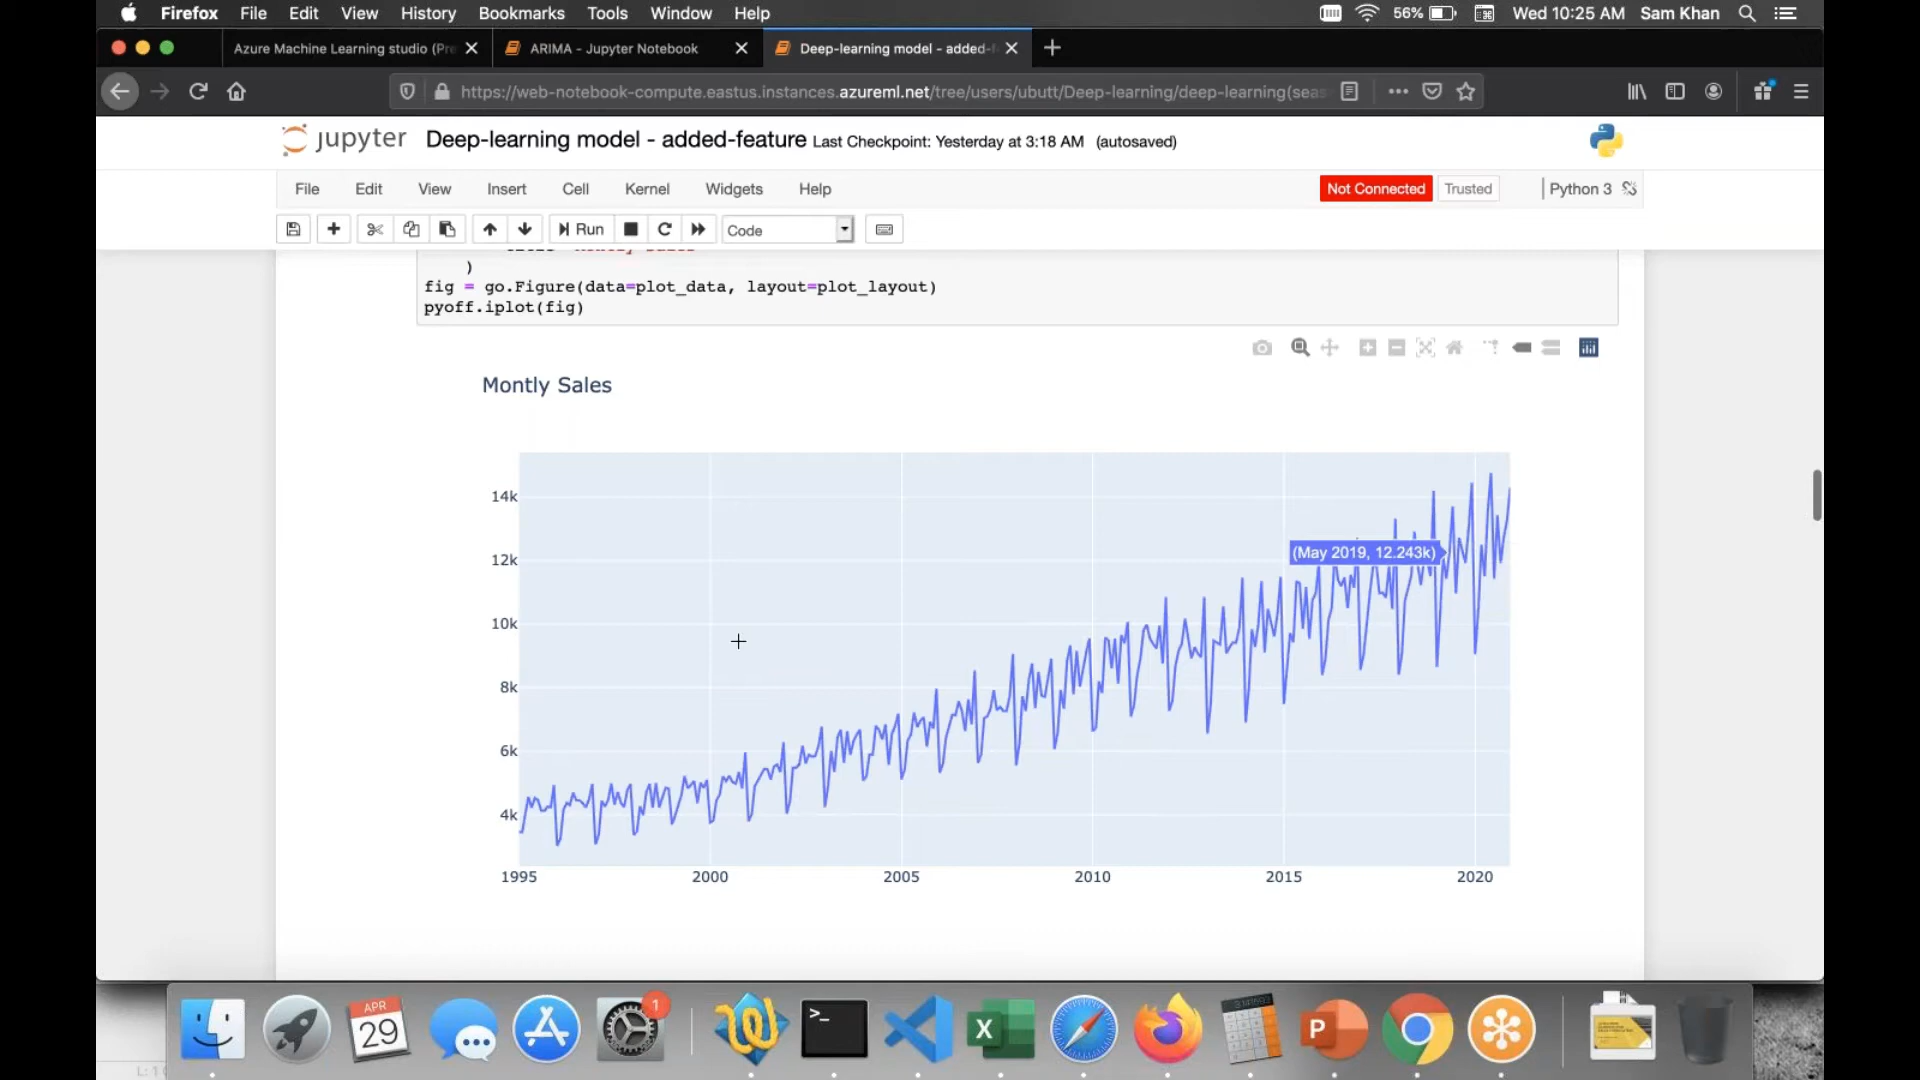 Firefox File Edit View History Bookmarks Tools Window Help 56% Wed 10:25 AM Sam Khan
Azure Machine Learning studio (Pre ARIMA - Jupyter Notebook Deep-learning model - added-f
https://web-notebook-compute.eastus.instances.azureml.net/tree/users/ubutt/Deep-learning/deep-learning(seas
jupyter Deep-learning model - added-feature Last Checkpoint: Yesterday at 3:18 AM (autosaved)
File Edit View Insert Cell Kernel Widgets Help Not Connected Trusted Python 3
Run Code
)
fig = go.Figure(data=plot_data, layout=plot_layout)
pyoff.iplot(fig)
Montly Sales
14k
(May 2019, 12.243k)
12k
10k
8k
6k
4k
1995 2000 2005 2010 2015 2020
APR
29
1
>_
X
P